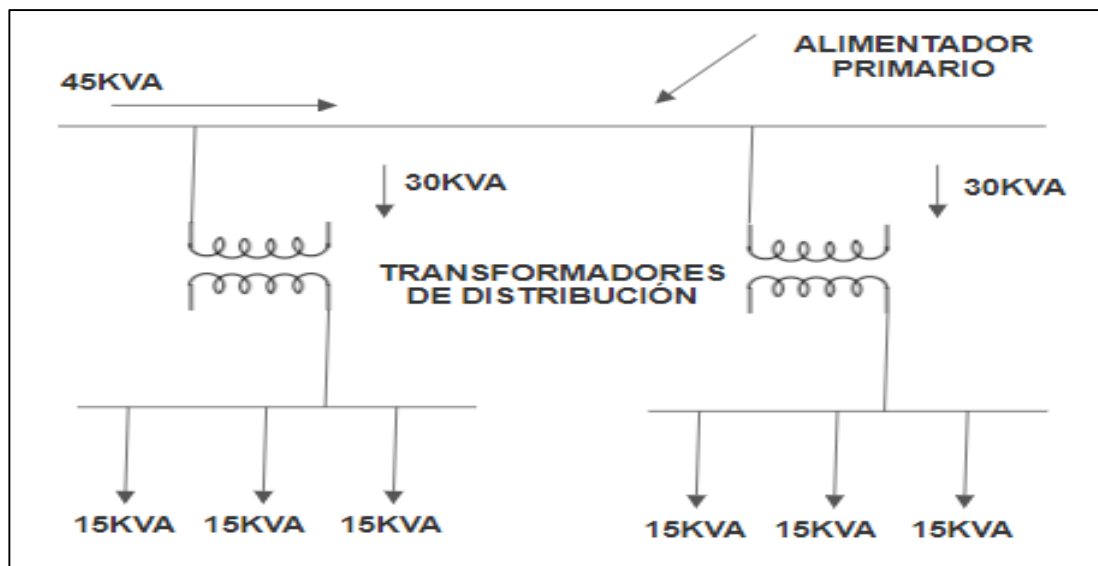 ALIMENTADOR
PRIMARIO
45KVA
30KVA
30KVA
TRANSFORMADORES
DE DISTRIBUCIÓN
15KVA
15KVA
15KVA
15KVA
15KVA
15KVA